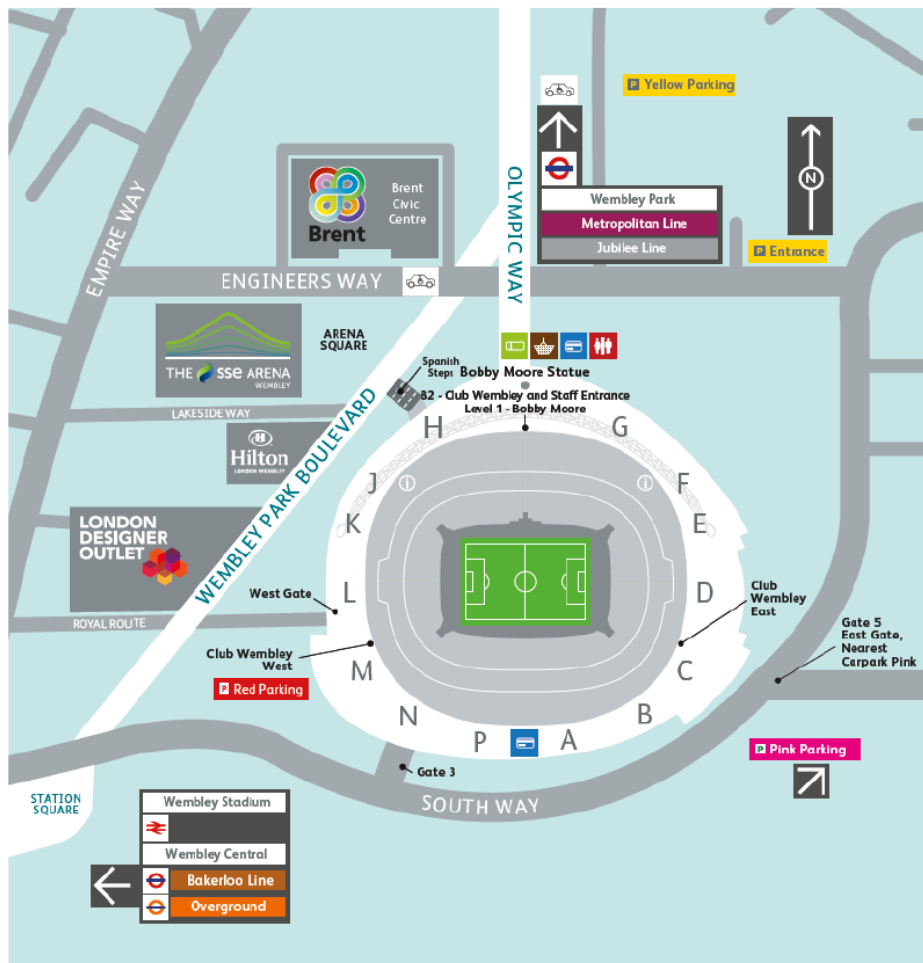 P Yellow Parking
EMPIRE WAY
OLYMPIC WAY
N
Brent
Civic
Centre
Brent
Wembley Park
Metropolitan Line
Jubilee Line
P Entrance
ENGINEERS WAY
ARENA
SQUARE
THE sse ARENA
WEMBLEY
Spanish
Steps
Bobby Moore Statue
B2 - Club Wembley and Staff Entrance
Level 1 - Bobby Moore
LAKESIDE WAY
WEMBLEY PARK BOULEVARD
H
G
Hilton
LONDON WEMBLEY
J
i
i
F
K
E
LONDON
DESIGNER
OUTLET
L
D
West Gate
Club
Wembley
East
ROYAL ROUTE
Gate 5
East Gate,
Nearest
Carpark Pink
Club Wembley
West
M
C
P Red Parking
N
B
P
A
P Pink Parking
Gate 3
SOUTH WAY
STATION
SQUARE
Wembley Stadium
Wembley Central
Bakerloo Line
Overground